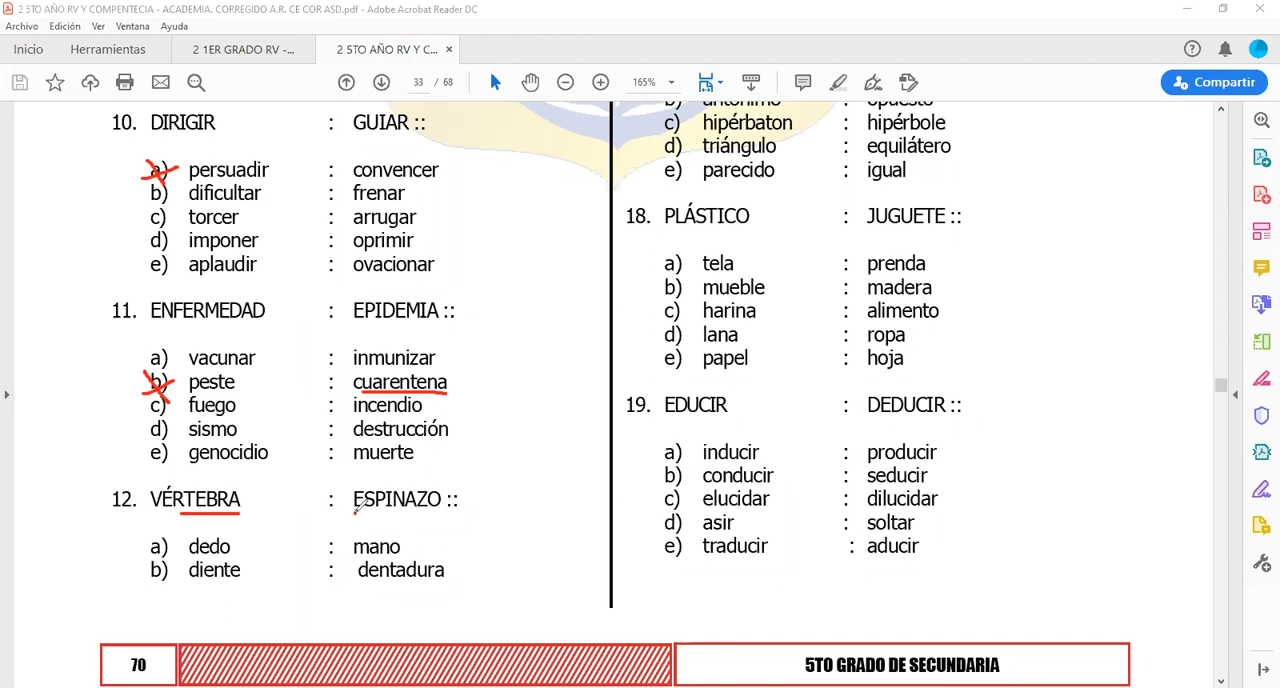 2 5TO AÑO RV Y COMPENTECIA - ACADEMIA. CORREGIDO A.R. CE COR ASD.pdf - Adobe Acrobat Reader DC
Archivo Edición Ver Ventana Ayuda
Inicio Herramientas 2 1ER GRADO RV -... 2 5TO AÑO RV Y C... ×
33 / 68 165% Compartir
10. DIRIGIR : GUIAR ::
a) persuadir : convencer
b) dificultar : frenar
c) torcer : arrugar
d) imponer : oprimir
e) aplaudir : ovacionar
11. ENFERMEDAD : EPIDEMIA ::
a) vacunar : inmunizar
b) peste : cuarentena
c) fuego : incendio
d) sismo : destrucción
e) genocidio : muerte
12. VÉRTEBRA : ESPINAZO ::
a) dedo : mano
b) diente : dentadura
b) antónimo : opuesto
c) hipérbaton : hipérbole
d) triángulo : equilátero
e) parecido : igual
18. PLÁSTICO : JUGUETE ::
a) tela : prenda
b) mueble : madera
c) harina : alimento
d) lana : ropa
e) papel : hoja
19. EDUCIR : DEDUCIR ::
a) inducir : producir
b) conducir : seducir
c) elucidar : dilucidar
d) asir : soltar
e) traducir : aducir
70 5TO GRADO DE SECUNDARIA